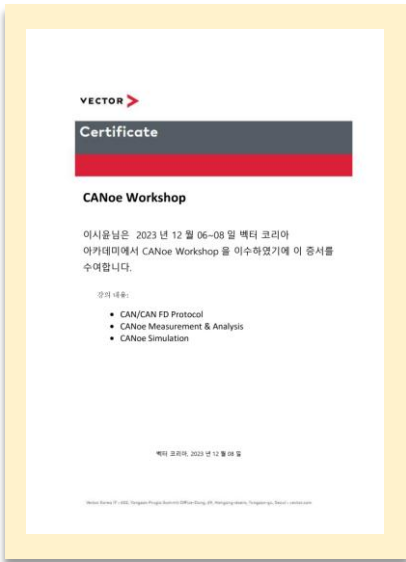 VECTOR
Certificate
CANoe Workshop
이시윤님은 2023 년 12 월 06~08 일 벡터 코리아
아카데미에서 CANoe Workshop 을 이수하였기에 이 증서를
수여합니다.
강의 내용:
• CAN/CAN FD Protocol
• CANoe Measurement & Analysis
• CANoe Simulation
벡터 코리아, 2023 년 12 월 08 일
Vector Korea IT